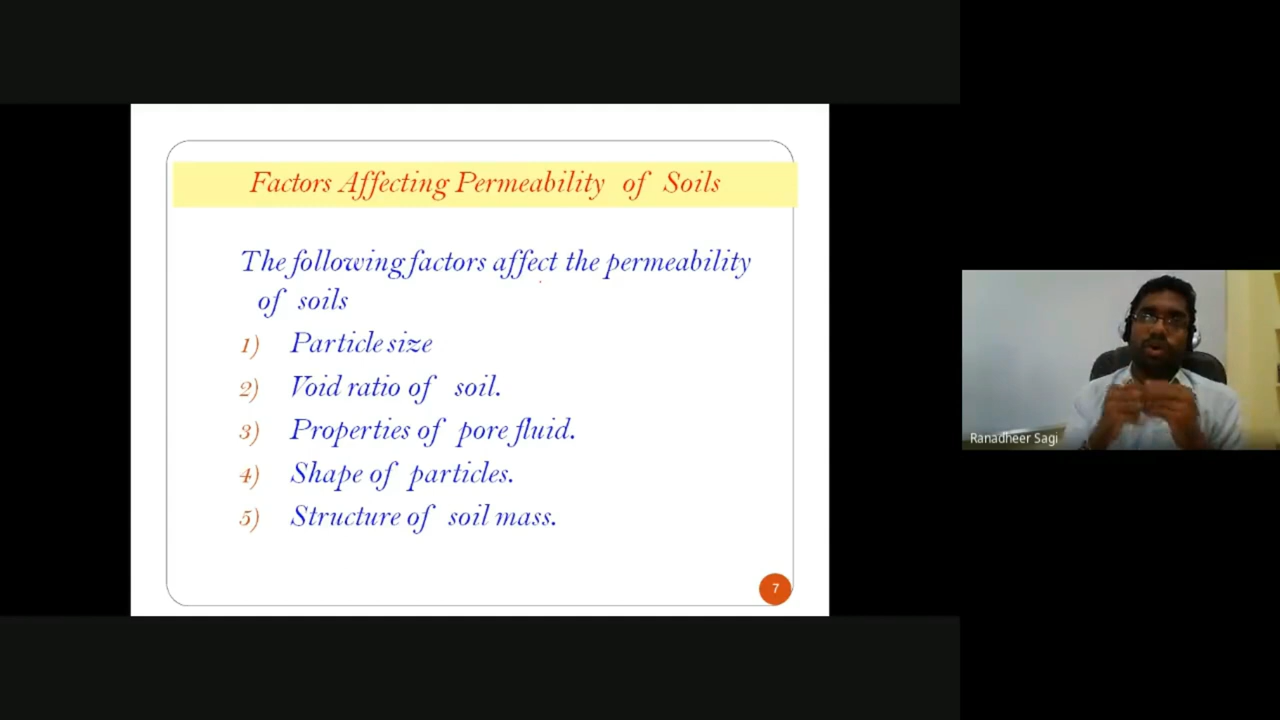 Factors Affecting Permeability of Soils
The following factors affect the permeability
of soils
1) Particle size
2) Void ratio of soil.
3) Properties of pore fluid.
4) Shape of particles.
5) Structure of soil mass.
7
Ranadheer Sagi